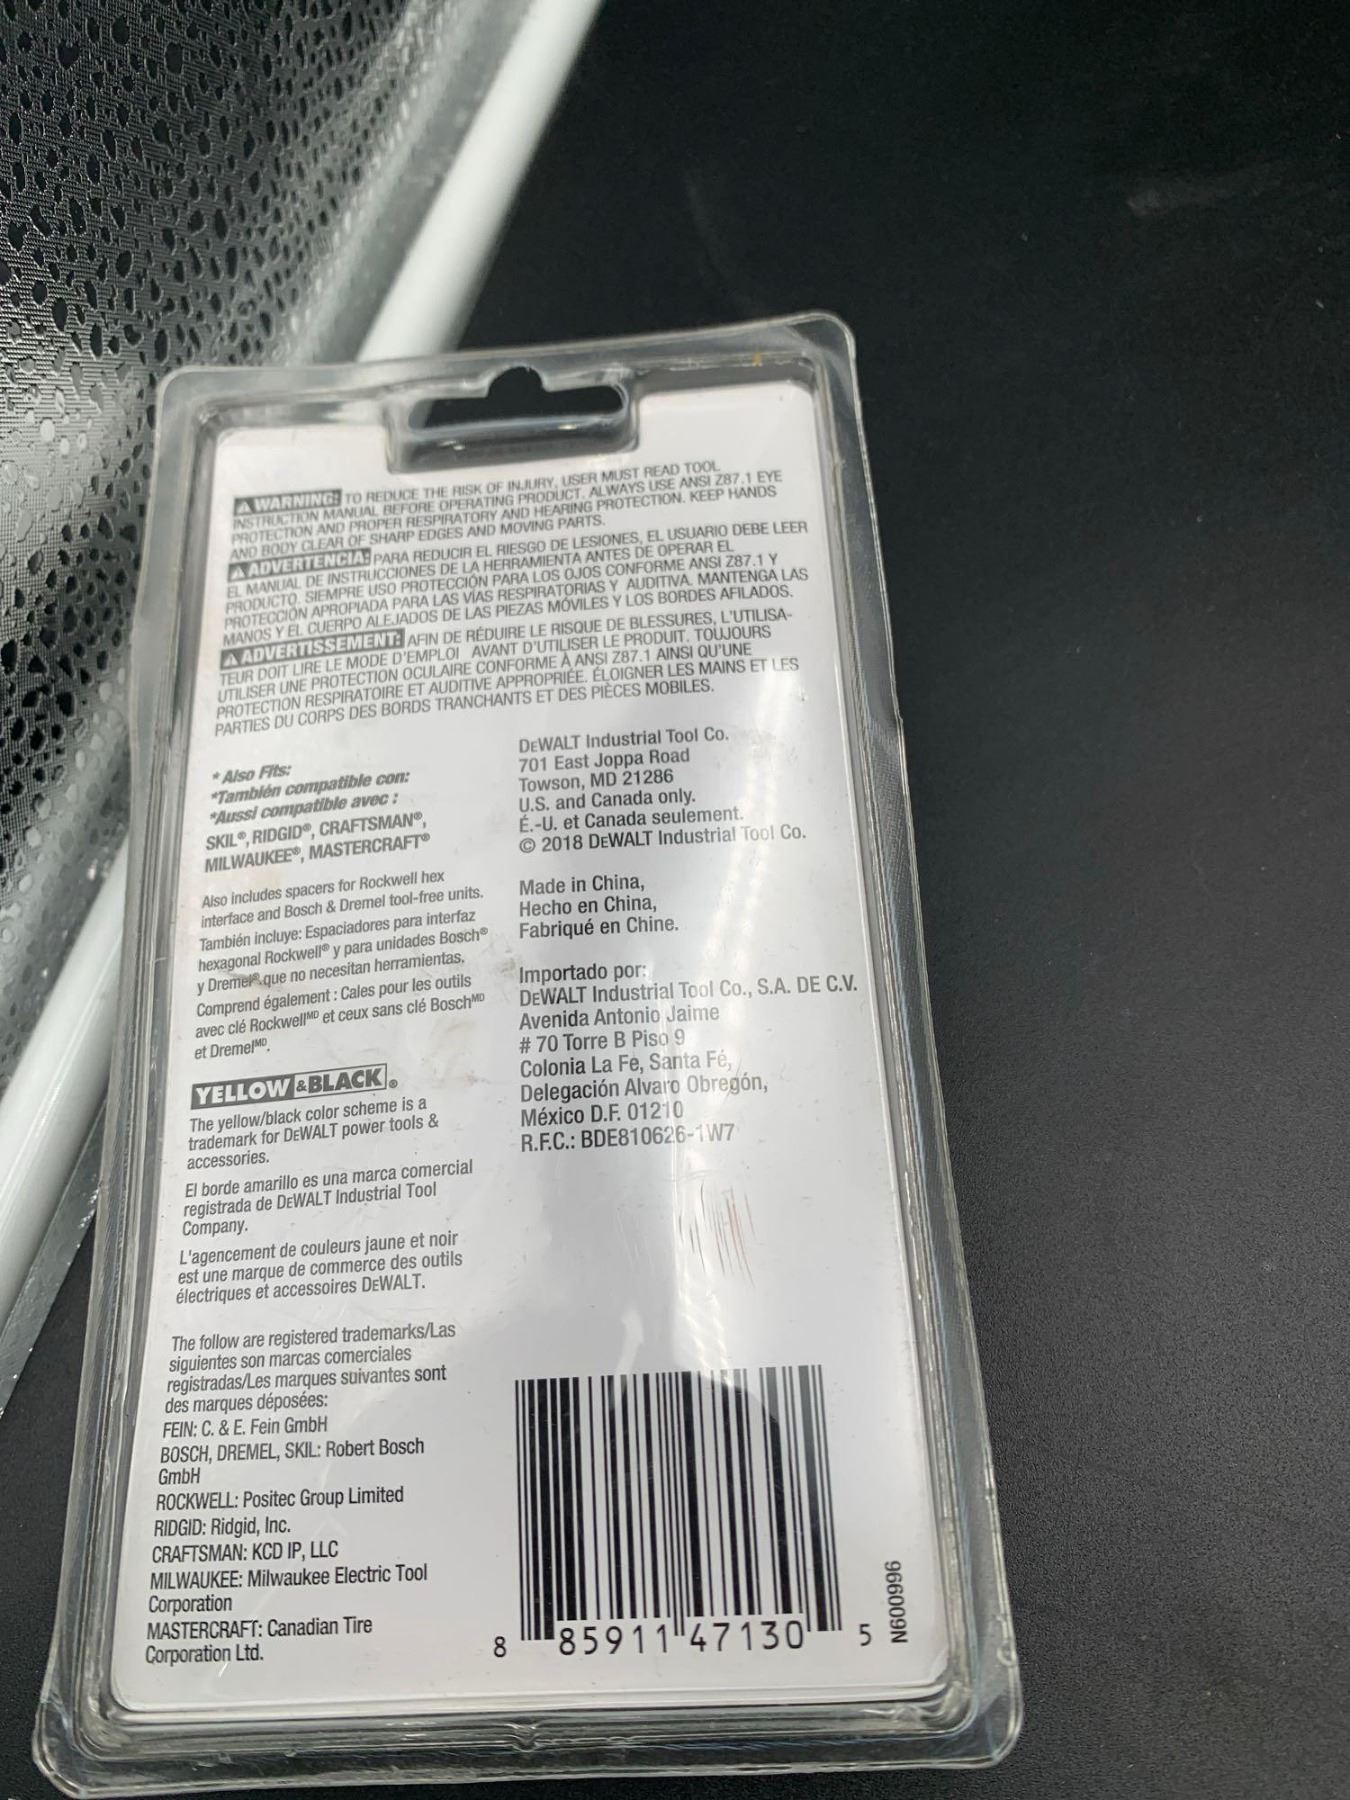 ⚠ WARNING: TO REDUCE THE RISK OF INJURY, USER MUST READ TOOL
INSTRUCTION MANUAL BEFORE OPERATING PRODUCT. ALWAYS USE ANSI Z87.1 EYE
PROTECTION AND PROPER RESPIRATORY AND HEARING PROTECTION. KEEP HANDS
AND BODY CLEAR OF SHARP EDGES AND MOVING PARTS.
⚠ ADVERTENCIA: PARA REDUCIR EL RIESGO DE LESIONES, EL USUARIO DEBE LEER
EL MANUAL DE INSTRUCCIONES DE LA HERRAMIENTA ANTES DE OPERAR EL
PRODUCTO. SIEMPRE USO PROTECCIÓN PARA LOS OJOS CONFORME ANSI Z87.1 Y
PROTECCIÓN APROPIADA PARA LAS VÍAS RESPIRATORIAS Y AUDITIVA. MANTENGA LAS
MANOS Y EL CUERPO ALEJADOS DE LAS PIEZAS MÓVILES Y LOS BORDES AFILADOS.
⚠ ADVERTISSEMENT: AFIN DE RÉDUIRE LE RISQUE DE BLESSURES, L'UTILISA-
TEUR DOIT LIRE LE MODE D'EMPLOI AVANT D'UTILISER LE PRODUIT. TOUJOURS
UTILISER UNE PROTECTION OCULAIRE CONFORME À ANSI Z87.1 AINSI QU'UNE
PROTECTION RESPIRATOIRE ET AUDITIVE APPROPRIÉE. ÉLOIGNER LES MAINS ET LES
PARTIES DU CORPS DES BORDS TRANCHANTS ET DES PIÈCES MOBILES.
* Also Fits:
*También compatible con:
*Aussi compatible avec :
SKIL®, RIDGID®, CRAFTSMAN®,
MILWAUKEE®, MASTERCRAFT®
Also includes spacers for Rockwell hex
interface and Bosch & Dremel tool-free units.
También incluye: Espaciadores para interfaz
hexagonal Rockwell® y para unidades Bosch®
y Dremel® que no necesitan herramientas,
Comprend également : Cales pour les outils
avec clé Rockwellᴹᴰ et ceux sans clé Boschᴹᴰ
et Dremelᴹᴰ.
YELLOW &BLACK®
The yellow/black color scheme is a
trademark for DEWALT power tools &
accessories.
El borde amarillo es una marca comercial
registrada de DEWALT Industrial Tool
Company.
L'agencement de couleurs jaune et noir
est une marque de commerce des outils
électriques et accessoires DEWALT.
The follow are registered trademarks/Las
siguientes son marcas comerciales
registradas/Les marques suivantes sont
des marques déposées:
FEIN: C. & E. Fein GmbH
BOSCH, DREMEL, SKIL: Robert Bosch
GmbH
ROCKWELL: Positec Group Limited
RIDGID: Ridgid, Inc.
CRAFTSMAN: KCD IP, LLC
MILWAUKEE: Milwaukee Electric Tool
Corporation
MASTERCRAFT: Canadian Tire
Corporation Ltd.
DEWALT Industrial Tool Co.
701 East Joppa Road
Towson, MD 21286
U.S. and Canada only.
É.-U. et Canada seulement.
© 2018 DEWALT Industrial Tool Co.
Made in China,
Hecho en China,
Fabriqué en Chine.
Importado por:
DEWALT Industrial Tool Co., S.A. DE C.V.
Avenida Antonio Jaime
# 70 Torre B Piso 9
Colonia La Fe, Santa Fé,
Delegación Alvaro Obregón,
México D.F. 01210
R.F.C.: BDE810626-1W7
8 85911 47130 5
N600996